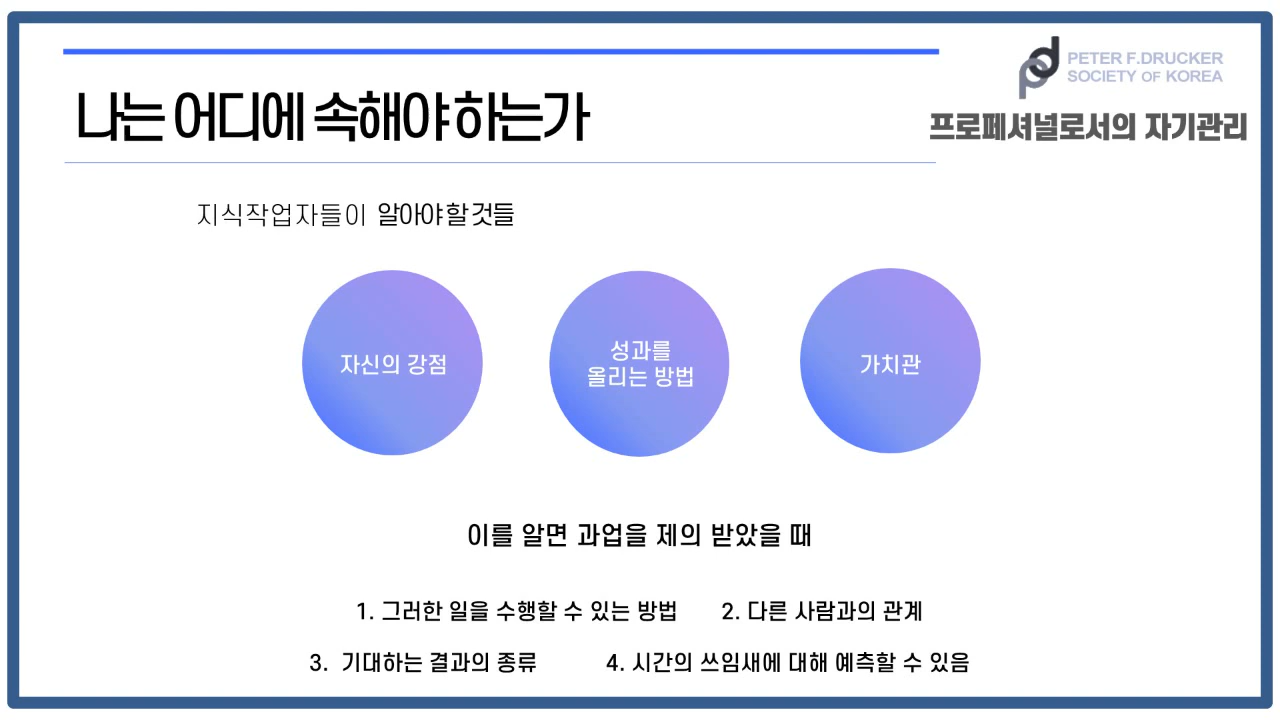 PETER F.DRUCKER
SOCIETY OF KOREA
프로페셔널로서의 자기관리
나는 어디에 속해야 하는가
지식작업자들이 알아야할것들
자신의 강점
성과를
올리는 방법
가치관
이를 알면 과업을 제의 받았을 때
1. 그러한 일을 수행할 수 있는 방법 2. 다른 사람과의 관계
3. 기대하는 결과의 종류 4. 시간의 쓰임새에 대해 예측할 수 있음